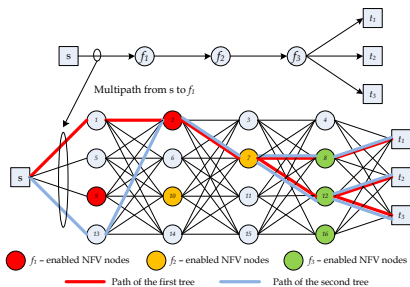 t1
s f1 f2 f3 t2
t3
Multipath from s to f1
1 2 3 4
t1
5 6 7 8
s t2
10 11 12
t3
13 14 15 16
f1 – enabled NFV nodes f2 – enabled NFV nodes f3 – enabled NFV nodes
Path of the first tree Path of the second tree